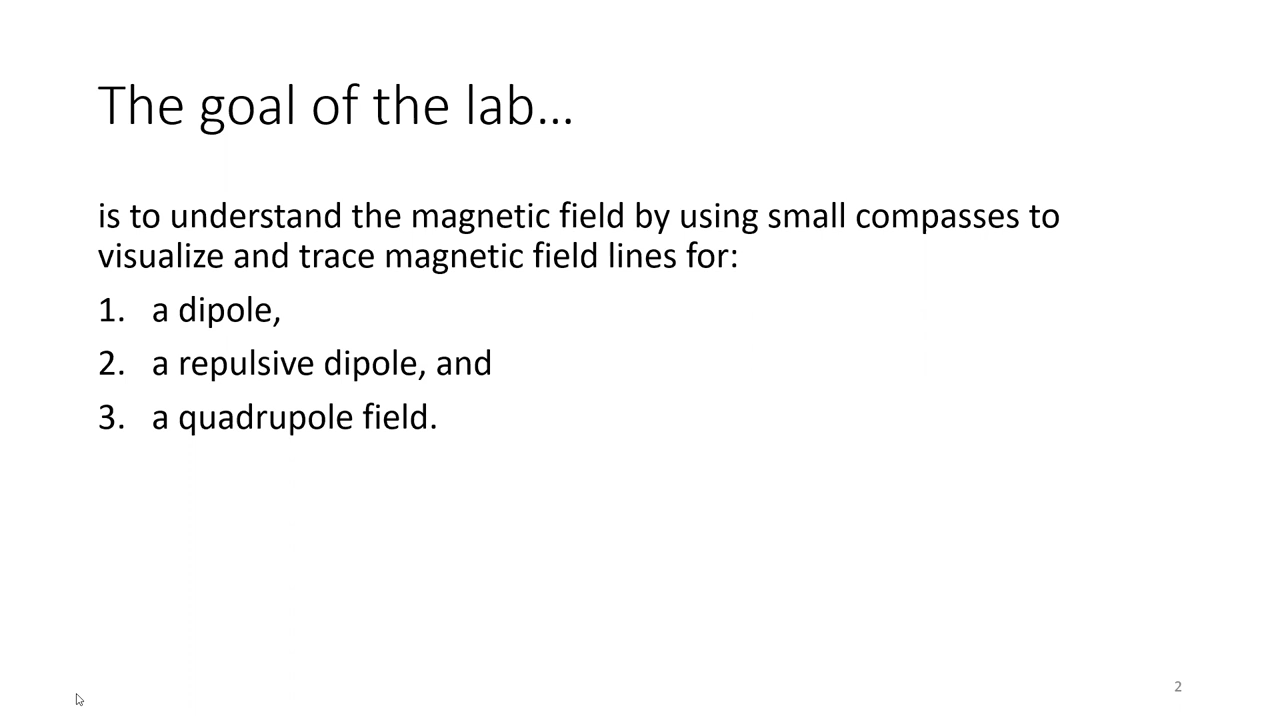 The goal of the lab…
is to understand the magnetic field by using small compasses to
visualize and trace magnetic field lines for:
1. a dipole,
2. a repulsive dipole, and
3. a quadrupole field.
2